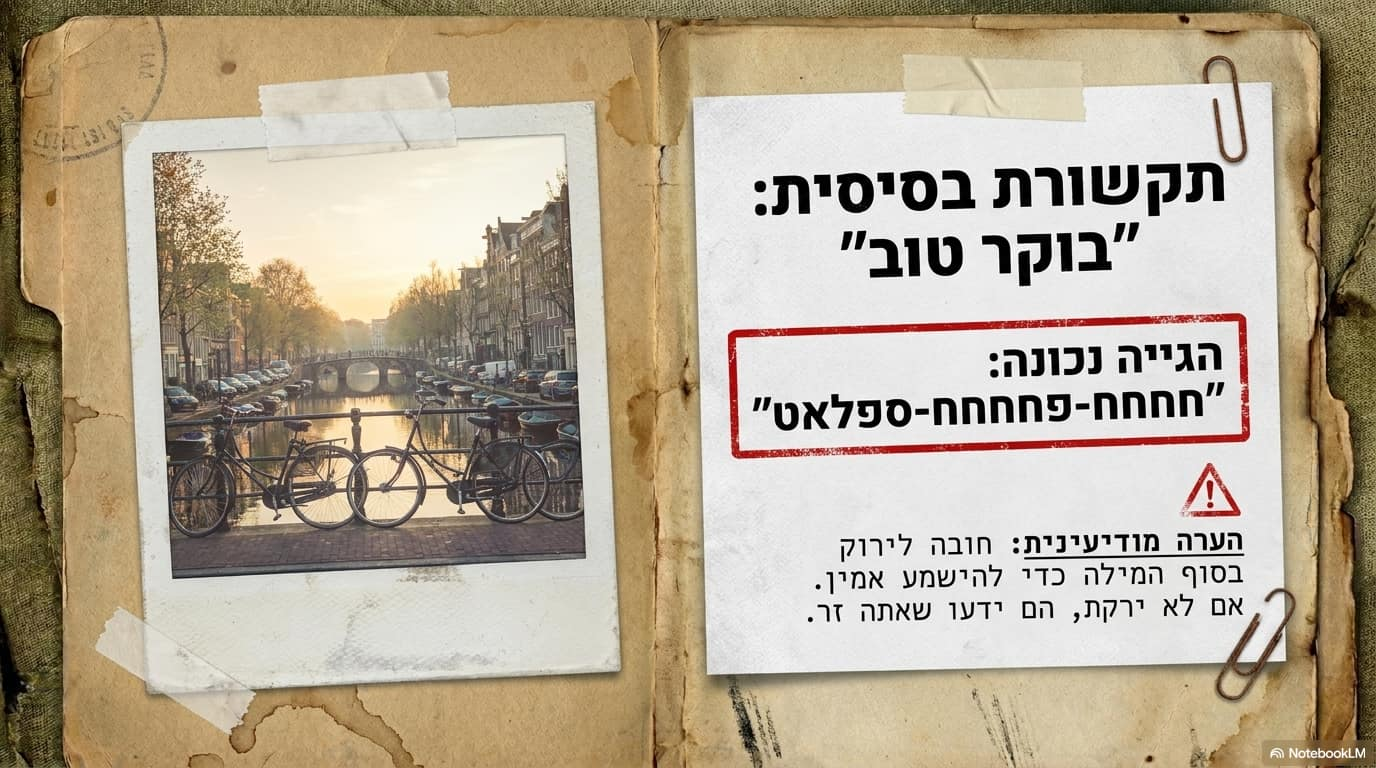 תקשורת בסיסית:
"בוקר טוב"
הגייה נכונה:
"חחחח-פחחחח-ספלאט"
הערה מודיעינית: חובה לירוק
בסוף המילה כדי להישמע אמין.
אם לא ירקת, הם ידעו שאתה זר.
NotebookLM